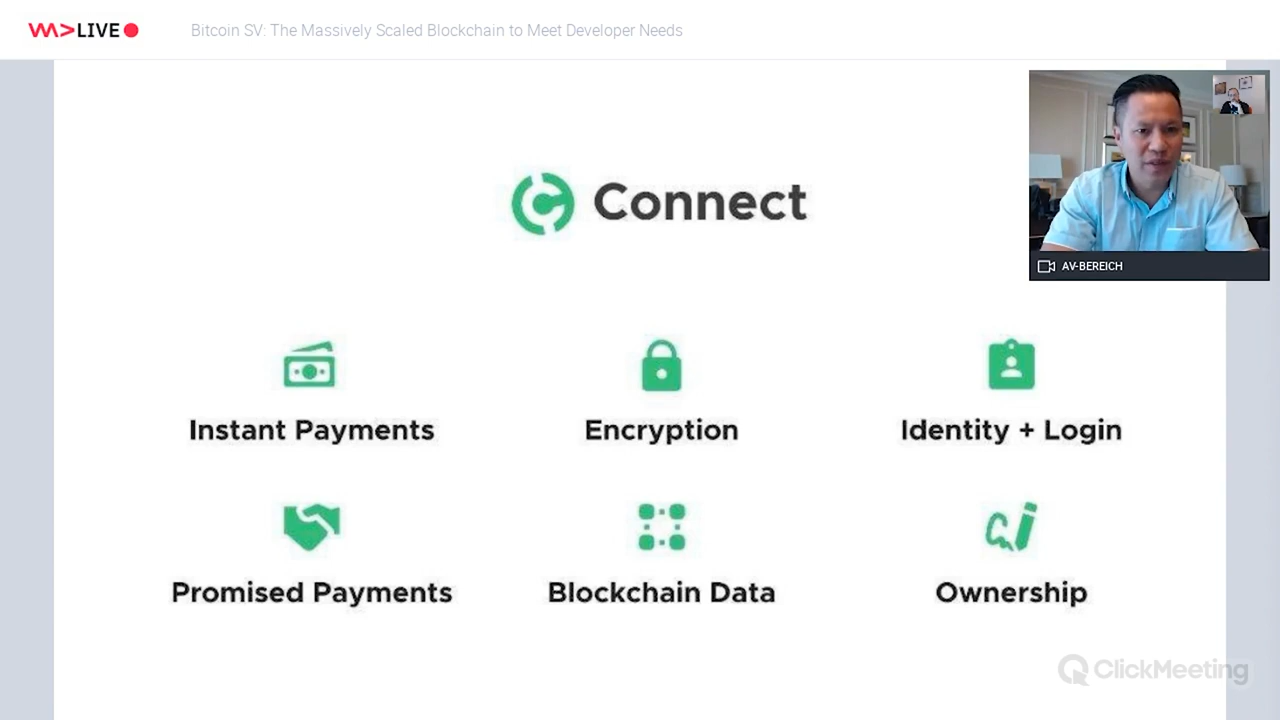 WA>LIVE
Bitcoin SV: The Massively Scaled Blockchain to Meet Developer Needs
AV-BEREICH
Connect
Instant Payments
Encryption
Identity + Login
Promised Payments
Blockchain Data
Ownership
ClickMeeting